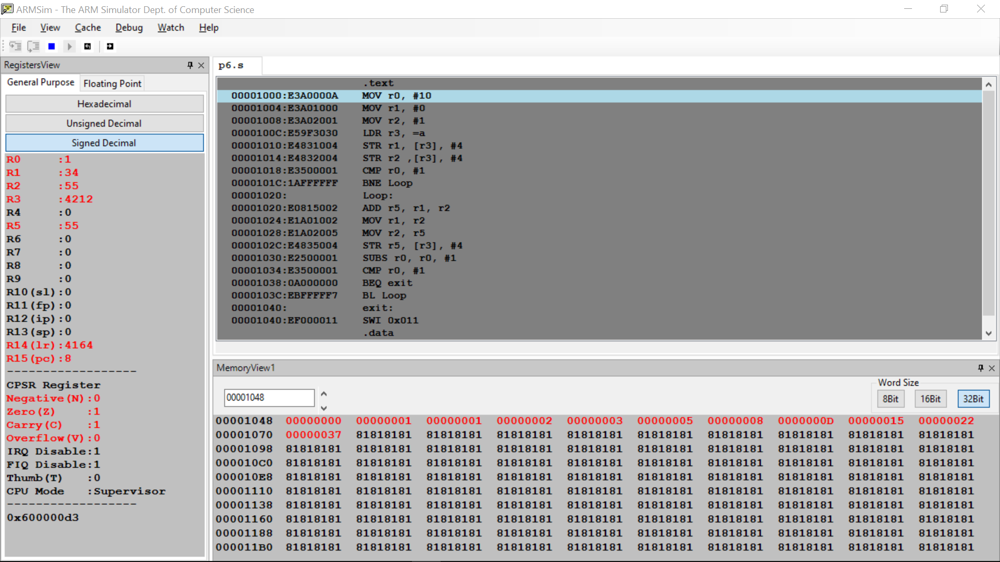 ARMSim - The ARM Simulator Dept. of Computer Science
File View Cache Debug Watch Help
RegistersView
General Purpose Floating Point
Hexadecimal
Unsigned Decimal
Signed Decimal
R0 :1
R1 :34
R2 :55
R3 :4212
R4 :0
R5 :55
R6 :0
R7 :0
R8 :0
R9 :0
R10(sl):0
R11(fp):0
R12(ip):0
R13(sp):0
R14(lr):4164
R15(pc):8
-------------------
CPSR Register
Negative(N):0
Zero(Z) :1
Carry(C) :1
Overflow(V):0
IRQ Disable:1
FIQ Disable:1
Thumb(T) :0
CPU Mode :Supervisor
-------------------
0x600000d3
p6.s
.text
00001000:E3A0000A MOV r0, #10
00001004:E3A01000 MOV r1, #0
00001008:E3A02001 MOV r2, #1
0000100C:E59F3030 LDR r3, =a
00001010:E4831004 STR r1, [r3], #4
00001014:E4832004 STR r2 ,[r3], #4
00001018:E3500001 CMP r0, #1
0000101C:1AFFFFFF BNE Loop
00001020: Loop:
00001020:E0815002 ADD r5, r1, r2
00001024:E1A01002 MOV r1, r2
00001028:E1A02005 MOV r2, r5
0000102C:E4835004 STR r5, [r3], #4
00001030:E2500001 SUBS r0, r0, #1
00001034:E3500001 CMP r0, #1
00001038:0A000000 BEQ exit
0000103C:EBFFFFF7 BL Loop
00001040: exit:
00001040:EF000011 SWI 0x011
.data
MemoryView1
00001048
Word Size
8Bit 16Bit 32Bit
00001048 00000000 00000001 00000001 00000002 00000003 00000005 00000008 0000000D 00000015 00000022
00001070 00000037 81818181 81818181 81818181 81818181 81818181 81818181 81818181 81818181 81818181
00001098 81818181 81818181 81818181 81818181 81818181 81818181 81818181 81818181 81818181 81818181
000010C0 81818181 81818181 81818181 81818181 81818181 81818181 81818181 81818181 81818181 81818181
000010E8 81818181 81818181 81818181 81818181 81818181 81818181 81818181 81818181 81818181 81818181
00001110 81818181 81818181 81818181 81818181 81818181 81818181 81818181 81818181 81818181 81818181
00001138 81818181 81818181 81818181 81818181 81818181 81818181 81818181 81818181 81818181 81818181
00001160 81818181 81818181 81818181 81818181 81818181 81818181 81818181 81818181 81818181 81818181
00001188 81818181 81818181 81818181 81818181 81818181 81818181 81818181 81818181 81818181 81818181
000011B0 81818181 81818181 81818181 81818181 81818181 81818181 81818181 81818181 81818181 81818181